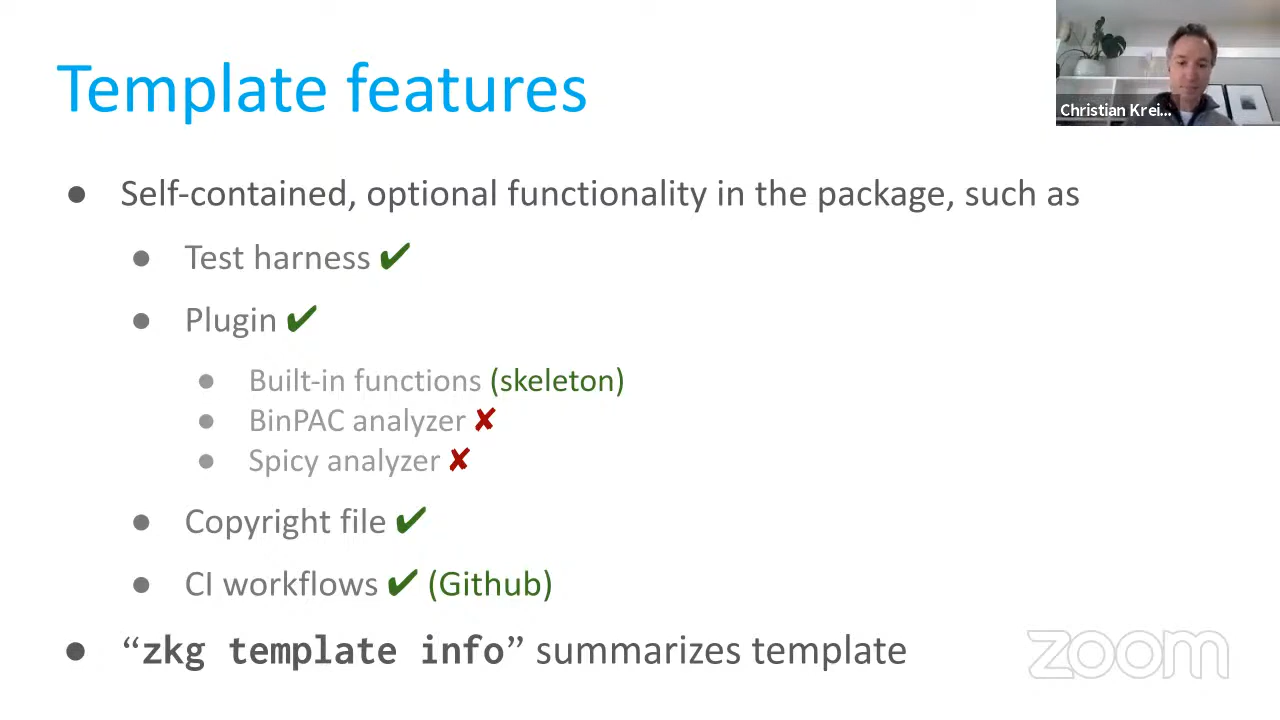 Template features
Christian Krei...
● Self-contained, optional functionality in the package, such as
● Test harness ✔
● Plugin ✔
● Built-in functions (skeleton)
● BinPAC analyzer ✘
● Spicy analyzer ✘
● Copyright file ✔
● CI workflows ✔ (Github)
● “zkg template info” summarizes template
zoom